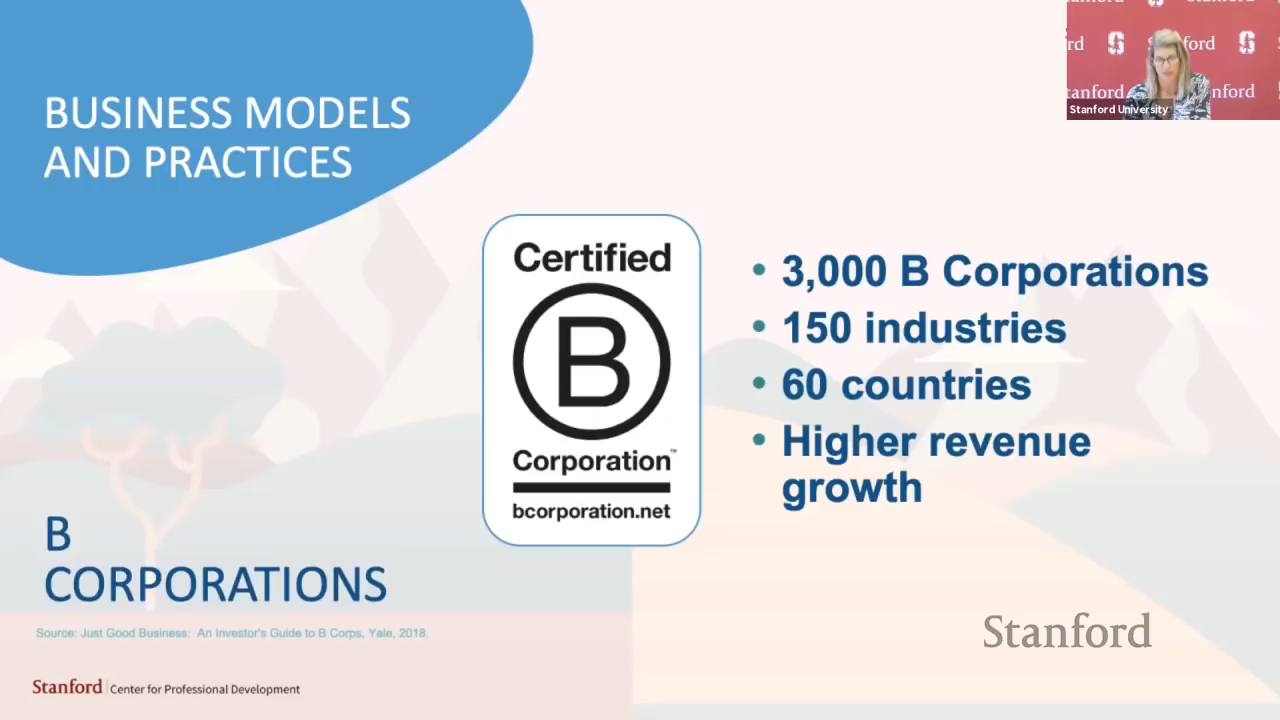 BUSINESS MODELS
AND PRACTICES
Stanford University
Certified
B
Corporation™
bcorporation.net
• 3,000 B Corporations
• 150 industries
• 60 countries
• Higher revenue
growth
B
CORPORATIONS
Source: Just Good Business: An Investor's Guide to B Corps, Yale, 2018.
Stanford
Stanford | Center for Professional Development